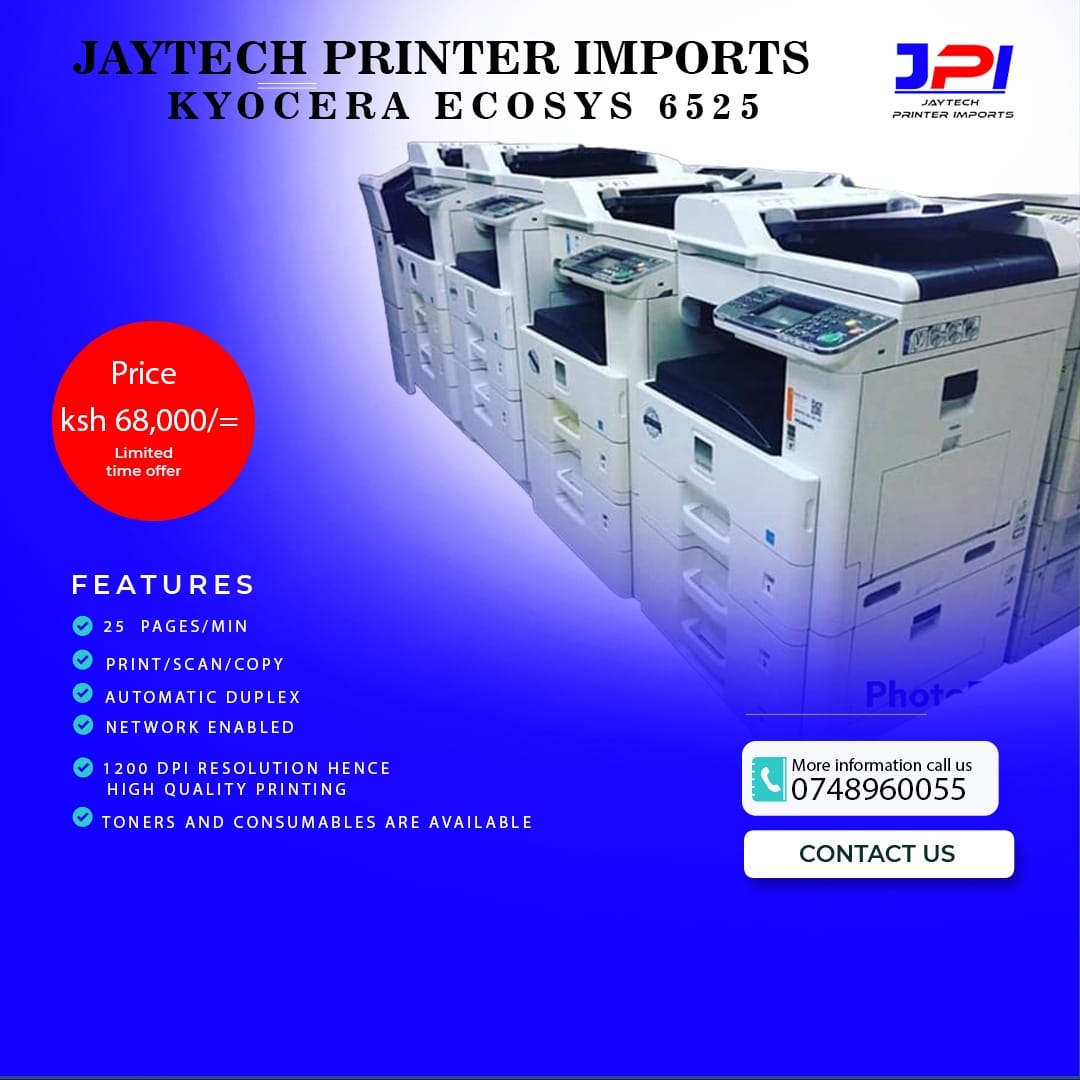 JAYTECH PRINTER IMPORTS
KYOCERA ECOSYS 6525
JPI
JAYTECH
PRINTER IMPORTS
Price
ksh 68,000/=
Limited
time offer
FEATURES
25 PAGES/MIN
PRINT/SCAN/COPY
AUTOMATIC DUPLEX
NETWORK ENABLED
1200 DPI RESOLUTION HENCE
HIGH QUALITY PRINTING
TONERS AND CONSUMABLES ARE AVAILABLE
More information call us
0748960055
CONTACT US